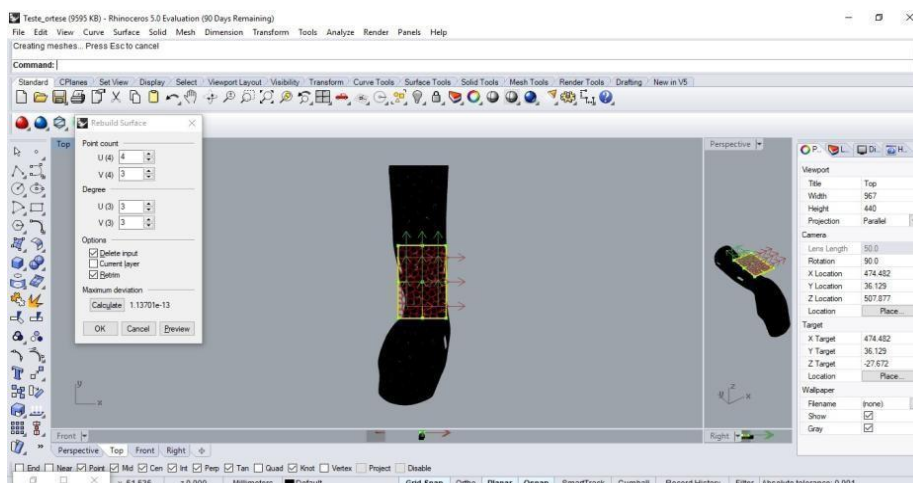 Teste_ortese (9595 KB) - Rhinoceros 5.0 Evaluation (90 Days Remaining)
File Edit View Curve Surface Solid Mesh Dimension Transform Tools Analyze Render Panels Help
Creating meshes... Press Esc to cancel
Command:
Standard CPlanes Set View Display Select Viewport Layout Visibility Transform Curve Tools Surface Tools Solid Tools Mesh Tools Render Tools Drafting New in V5
Rebuild Surface
Point count
U (4) 4
V (4) 3
Degree
U (3) 3
V (3) 3
Options
Delete input
Current layer
Retrim
Maximum deviation
Calculate 1.13701e-13
OK Cancel Preview
Top
y
x
Perspective
z
y
x
Front
Right
P... L... Di... H...
Viewport
Title Top
Width 967
Height 440
Projection Parallel
Camera
Lens Length 50.0
Rotation 90.0
X Location 474.482
Y Location 36.129
Z Location 507.877
Location Place...
Target
X Target 474.482
Y Target 36.129
Z Target -27.672
Location Place...
Wallpaper
Filename (none)
Show
Gray
Perspective Top Front Right
End Near Point Mid Cen Int Perp Tan Quad Knot Vertex Project Disable
Millimeters Default Grid Snap Ortho Planar Osnap SmartTrack Gumball Record History Filter Absolute tolerance: 0.001